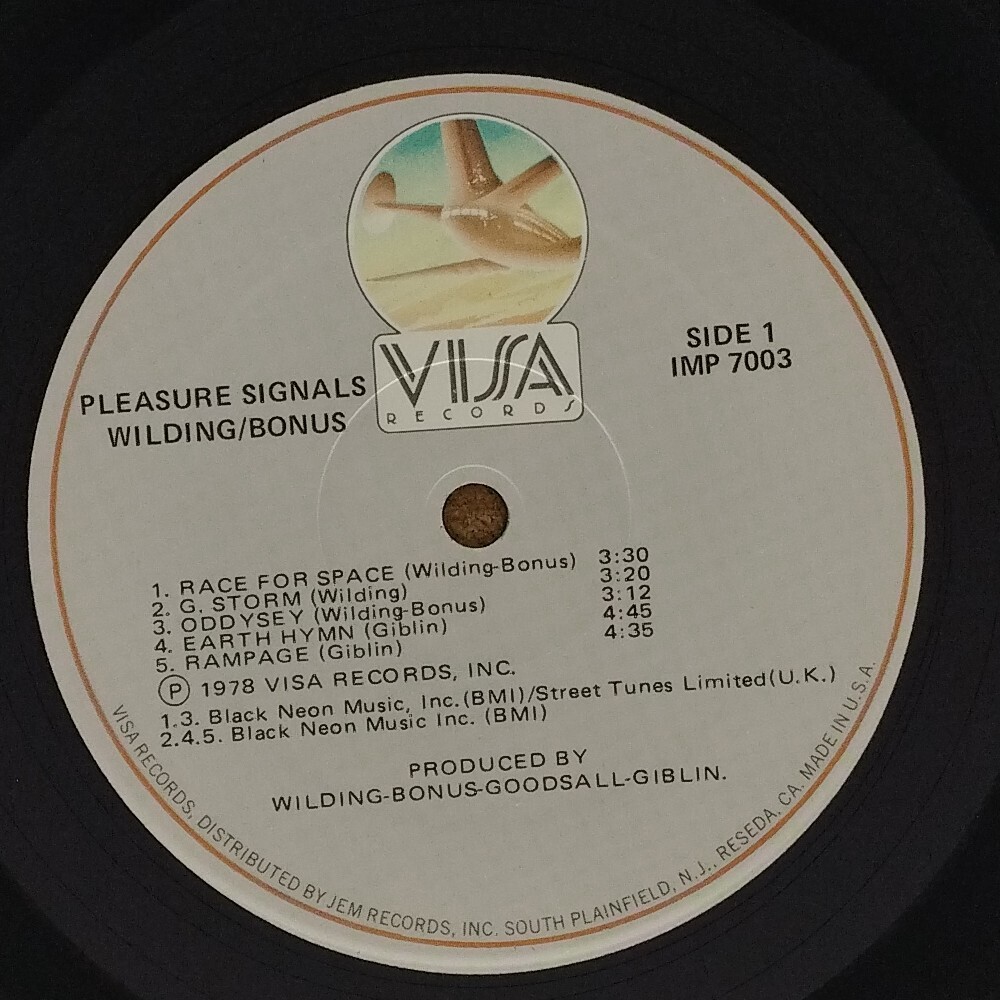 VISSA
RECORDS
SIDE 1
IMP 7003
PLEASURE SIGNALS
WILDING/BONUS
1. RACE FOR SPACE (Wilding-Bonus) 3:30
2. G. STORM (Wilding) 3:20
3. ODDYSEY (Wilding-Bonus) 3:12
4. EARTH HYMN (Giblin) 4:45
5. RAMPAGE (Giblin) 4:35
Ⓟ 1978 VISA RECORDS, INC.
1.3. Black Neon Music, Inc.(BMI)/Street Tunes Limited(U.K.)
2.4.5. Black Neon Music Inc. (BMI)
PRODUCED BY
WILDING-BONUS-GOODSALL-GIBLIN.
VISA RECORDS, DISTRIBUTED BY JEM RECORDS, INC. SOUTH PLAINFIELD, N.J., RESEDA, CA. MADE IN U.S.A.